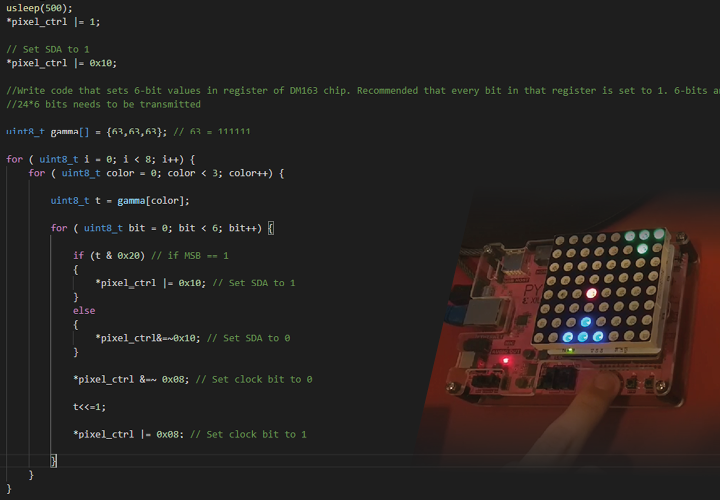 usleep(500);
*pixel_ctrl |= 1;
// Set SDA to 1
*pixel_ctrl |= 0x10;
//Write code that sets 6-bit values in register of DM163 chip. Recommended that every bit in that register is set to 1. 6-bits
//24*6 bits needs to be transmitted
uint8_t gamma[] = {63,63,63}; // 63 = 111111
for ( uint8_t i = 0; i < 8; i++) {
for ( uint8_t color = 0; color < 3; color++) {
uint8_t t = gamma[color];
for ( uint8_t bit = 0; bit < 6; bit++) {
if (t & 0x20) // if MSB == 1
{
*pixel_ctrl |= 0x10; // Set SDA to 1
}
else
{
*pixel_ctrl&=~0x10; // Set SDA to 0
}
*pixel_ctrl &=~ 0x08; // Set clock bit to 0
t<<=1;
*pixel_ctrl |= 0x08; // Set clock bit to 1
}
}
}
PY